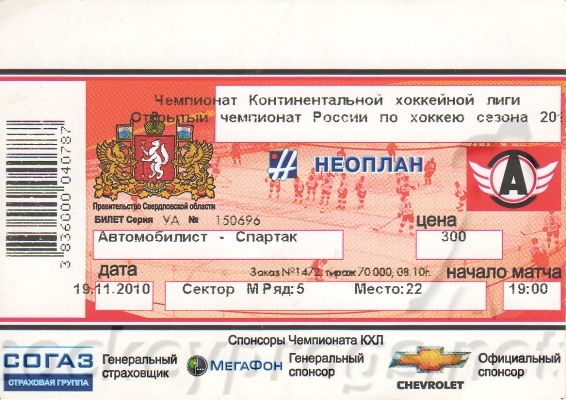 Чемпионат Континентальной хоккейной лиги
Открытый чемпионат России по хоккею сезона 201
3 836000 040787
НЕОПЛАН
А
Правительство Свердловской области
БИЛЕТ Серия УА № 150696
цена
Автомобилист - Спартак
300
дата
Заказ №14/2, тираж 70 000, 08.10г.
начало матча
19.11.2010
Сектор М Ряд:5 Место:22
19:00
Спонсоры Чемпионата КХЛ
СОГАЗ
СТРАХОВАЯ ГРУППА
Генеральный страховщик
МЕГАФОН
Генеральный спонсор
CHEVROLET
Официальный спонсор